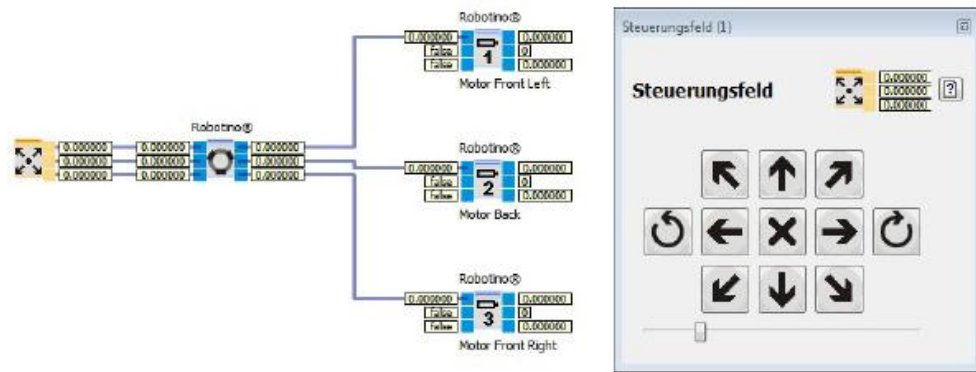 Robotino®
0.000000 false false
1
0.000000 0 0.000000
Motor Front Left
Robotino®
0.000000 0.000000 0.000000
0.000000 0.000000 0.000000
0.000000 0.000000 0.000000
Robotino®
0.000000 false false
2
0.000000 0 0.000000
Motor Back
Robotino®
0.000000 false false
3
0.000000 0 0.000000
Motor Front Right
Steuerungsfeld (1)
Steuerungsfeld
0.000000
0.000000
0.000000
?